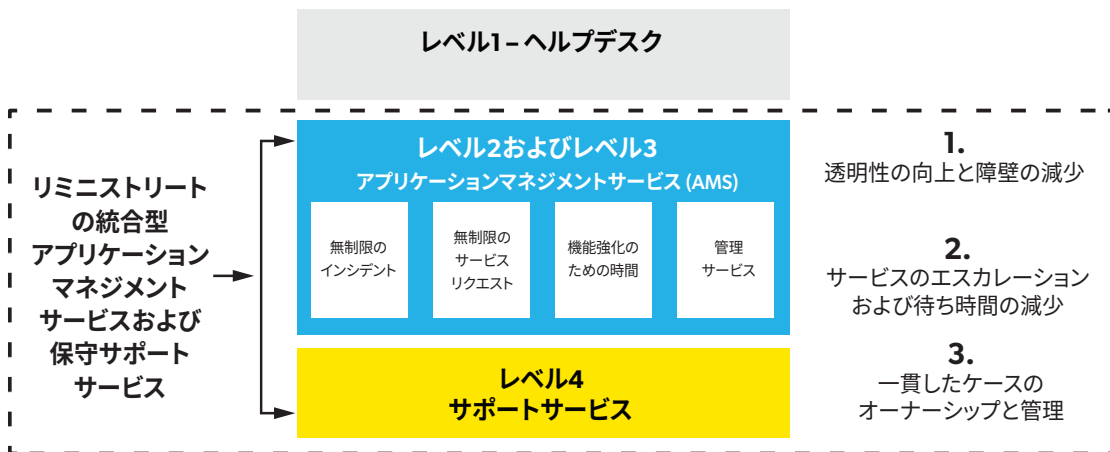 レベル1 – ヘルプデスク
リミニストリート
の統合型
アプリケーション
マネジメント
サービスおよび
保守サポート
サービス
レベル2およびレベル3
アプリケーションマネジメントサービス (AMS)
無制限の
インシデント
無制限の
サービス
リクエスト
機能強化の
ための時間
管理
サービス
レベル4
サポートサービス
1.
透明性の向上と障壁の減少
2.
サービスのエスカレーション
および待ち時間の減少
3.
一貫したケースの
オーナーシップと管理